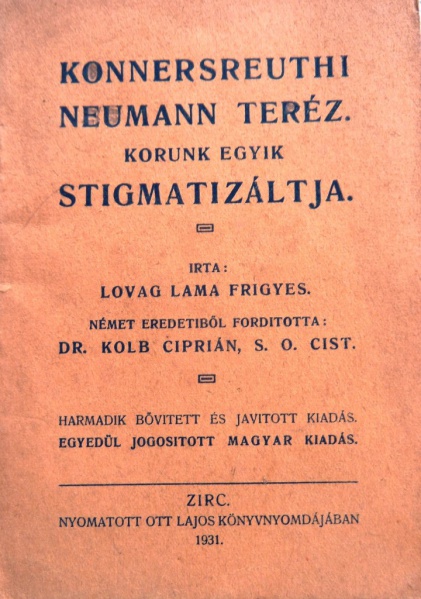 KONNERSREUTHI
NEUMANN TERÉZ.
KORUNK EGYIK
STIGMATIZÁLTJA.
IRTA:
LOVAG LAMA FRIGYES.
NÉMET EREDETIBŐL FORDITOTTA:
DR. KOLB CIPRIÁN, S. O. CIST.
HARMADIK BŐVITETT ÉS JAVITOTT KIADÁS.
EGYEDÜL JOGOSITOTT MAGYAR KIADÁS.
ZIRC.
NYOMATOTT OTT LAJOS KÖNYVNYOMDÁJÁBAN
1931.